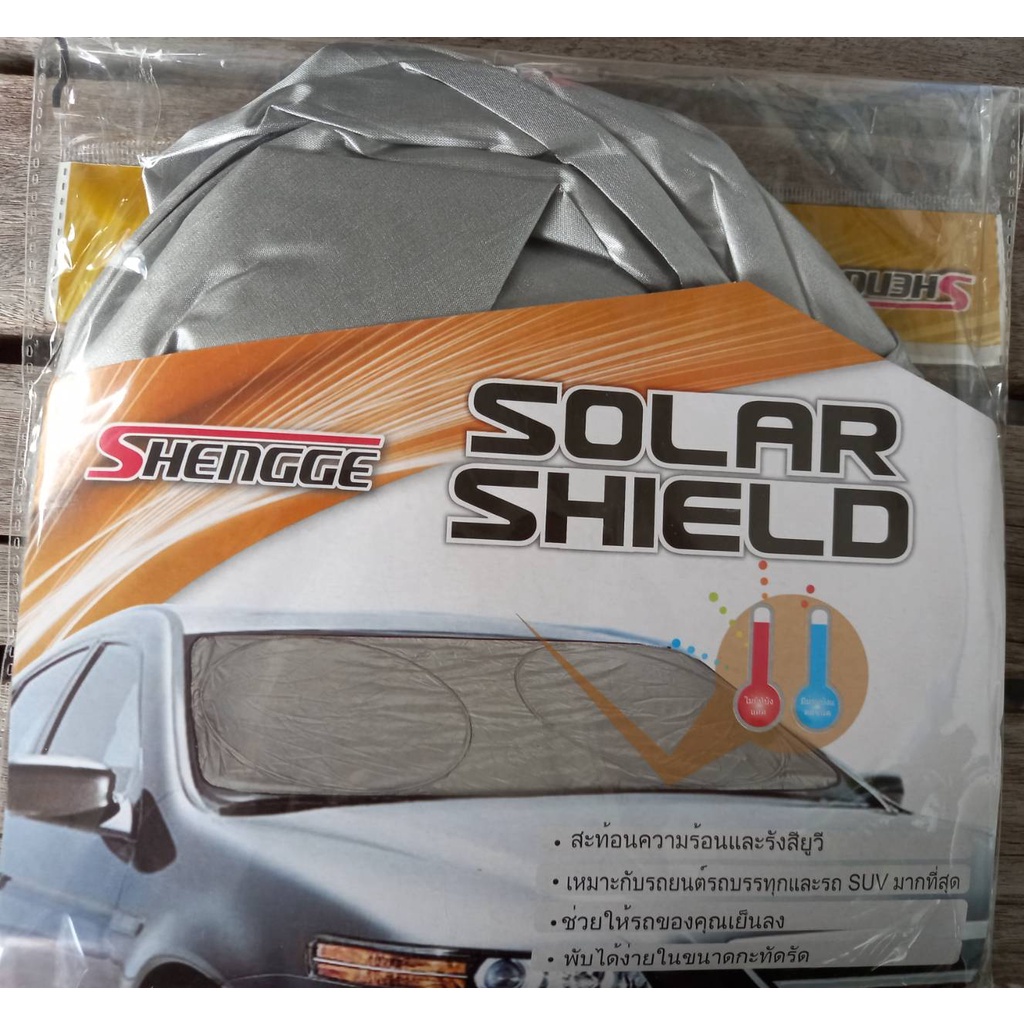 SHENGGE
SHENGGE
SOLAR
SHIELD
แดด
• สะท้อนความร้อนและรังสียูวี
• เหมาะกับรถยนต์รถบรรทุกและรถ SUV มากที่สุด
• ช่วยให้รถของคุณเย็นลง
• พับได้ง่ายในขนาดกะทัดรัด